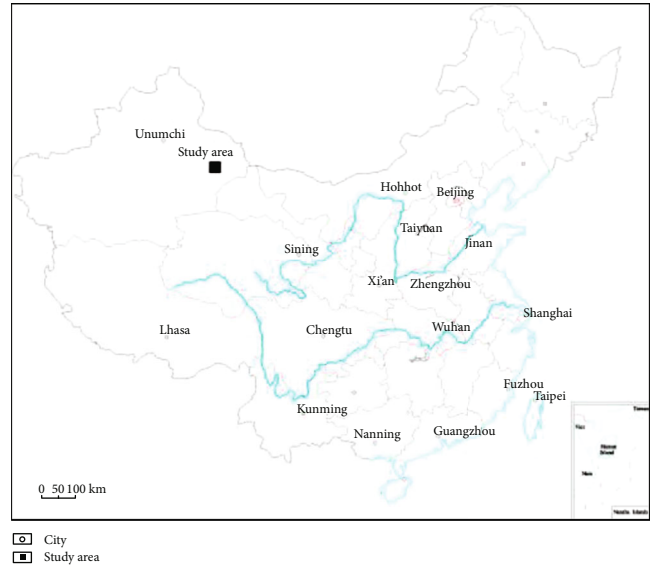 Unumchi
Study area
Hohhot
Beijing
Taiyuan
Jinan
Sining
Xi'an
Zhengzhou
Shanghai
Lhasa
Chengtu
Wuhan
Fuzhou
Taipei
Kunming
Nanning
Guangzhou
0 50 100 km
City
Study area